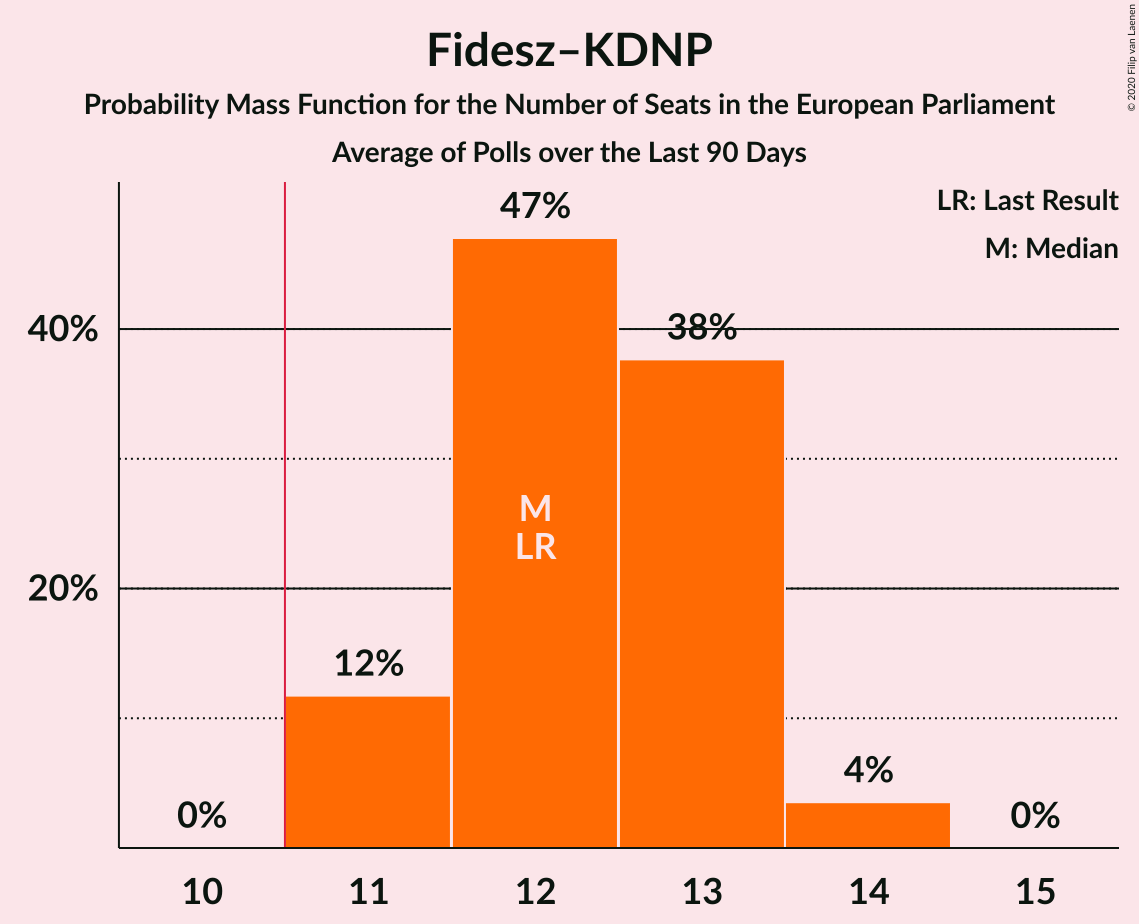 Fidesz–KDNP
Probability Mass Function for the Number of Seats in the European Parliament
Average of Polls over the Last 90 Days
© 2020 Filip van Laenen
LR: Last Result
M: Median
47%
38%
12%
4%
0%
0%
40%
20%
M
LR
10 11 12 13 14 15